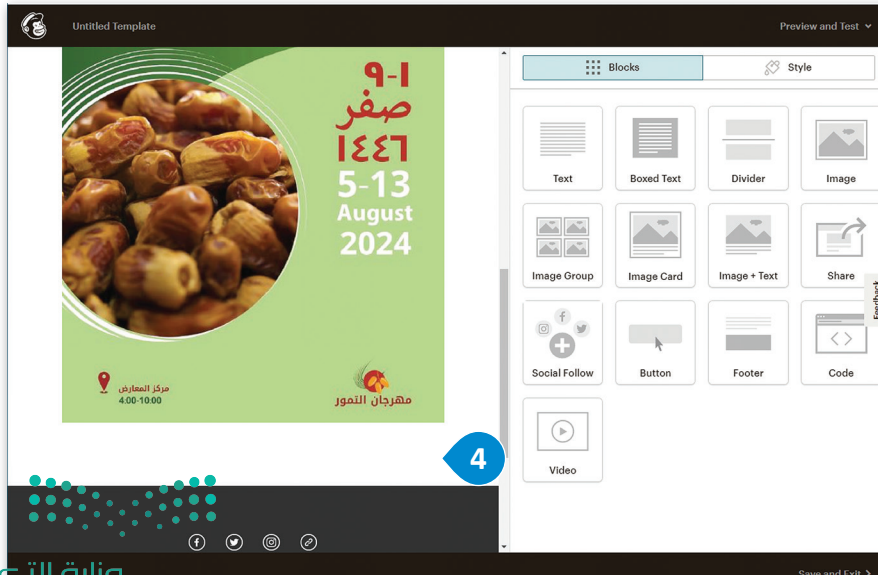 Untitled Template
Preview and Test
٩-١
صفر
١٤٤٦
5-13
August
2024
مركز المعارض
4:00-10:00
مهرجان التمور
4
Blocks
Style
Text
Boxed Text
Divider
Image
Image Group
Image Card
Image + Text
Share
Social Follow
Button
Footer
Code
Video
Feedback
وزارة
Save and Exit